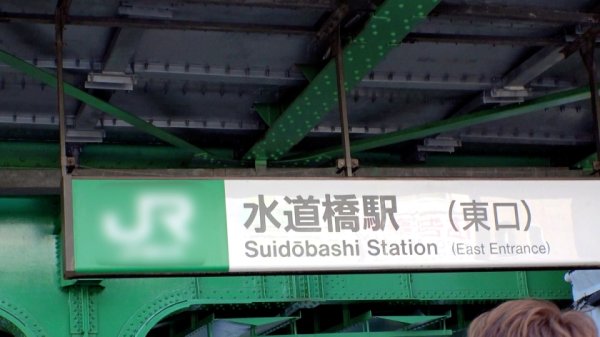 JR
水道橋駅 （東口）
Suidōbashi Station (East Entrance)